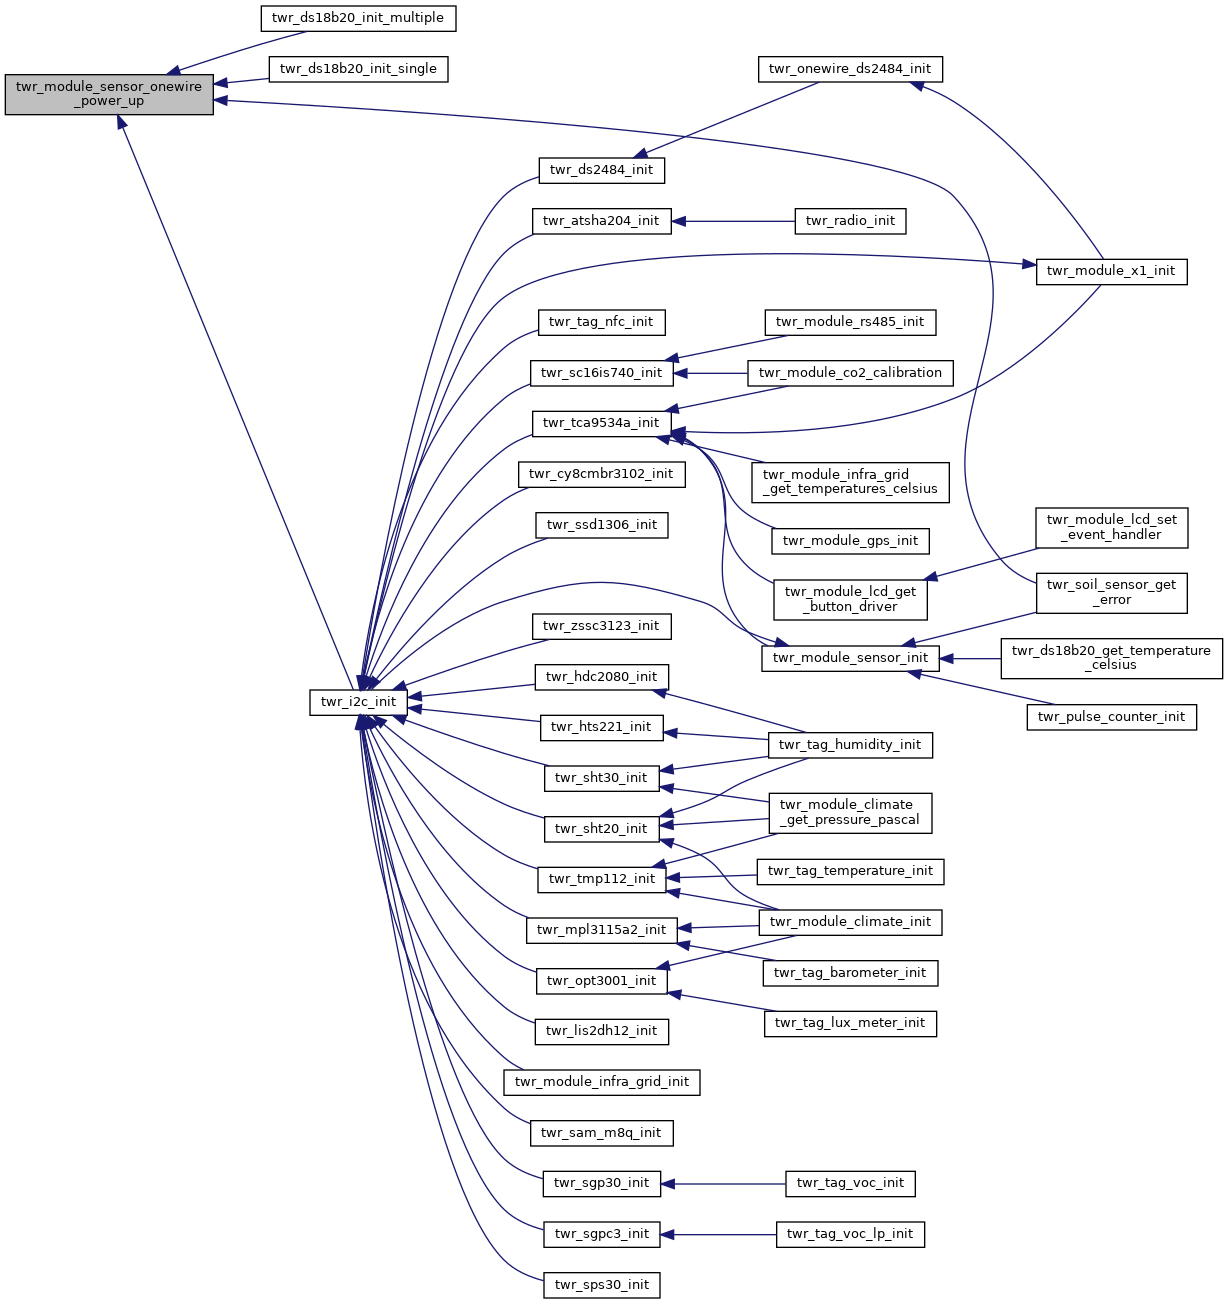 twr_ds18b20_init_multiple
twr_ds18b20_init_single
twr_module_sensor_onewire
_power_up
twr_onewire_ds2484_init
twr_ds2484_init
twr_atsha204_init
twr_radio_init
twr_module_x1_init
twr_tag_nfc_init
twr_module_rs485_init
twr_sc16is740_init
twr_module_co2_calibration
twr_tca9534a_init
twr_cy8cmbr3102_init
twr_module_infra_grid
_get_temperatures_celsius
twr_ssd1306_init
twr_module_gps_init
twr_module_lcd_set
_event_handler
twr_module_lcd_get
_button_driver
twr_soil_sensor_get
_error
twr_zssc3123_init
twr_module_sensor_init
twr_ds18b20_get_temperature
_celsius
twr_hdc2080_init
twr_i2c_init
twr_pulse_counter_init
twr_hts221_init
twr_tag_humidity_init
twr_sht30_init
twr_module_climate
_get_pressure_pascal
twr_sht20_init
twr_tmp112_init
twr_tag_temperature_init
twr_mpl3115a2_init
twr_module_climate_init
twr_opt3001_init
twr_tag_barometer_init
twr_lis2dh12_init
twr_tag_lux_meter_init
twr_module_infra_grid_init
twr_sam_m8q_init
twr_sgp30_init
twr_tag_voc_init
twr_sgpc3_init
twr_tag_voc_lp_init
twr_sps30_init